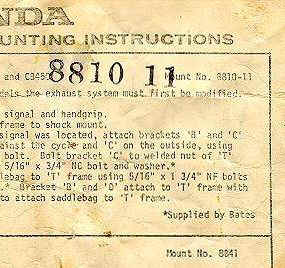 NDA
UNTING INSTRUCTIONS
and CB450 8810 11 Mount No. 8810-11
dels the exhaust system must first be modified.
signal and handgrip.
frame to shock mount.
signal was located, attach brackets 'B' and 'C'
ainst the cycle and 'C' on the outside, using
bolt. Bolt bracket 'C' to welded nut of 'T'
5/16" x 3/4" NC bolt and washer.*
lebag to 'T' frame using 5/16" x 1 3/4" NF bolts
.* Bracket 'B' and 'D' attach to 'T' frame with
to attach saddlebag to 'T' frame.
*Supplied by Bates
Mount No. 8841